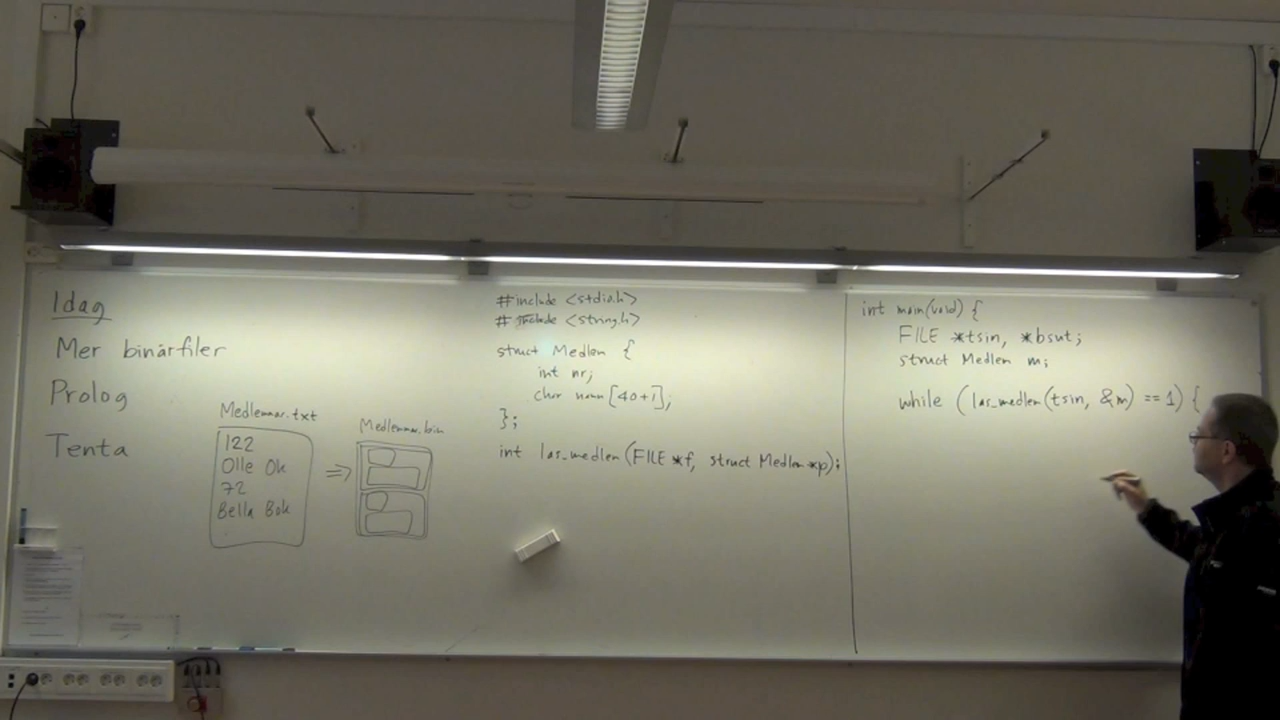 Idag
Mer binärfiler
Prolog
Tenta
Medlemmar.txt
122
Olle Ok
72
Bella Bok
=>
Medlemmar.bin
#include <stdio.h>
#include <string.h>
struct Medlem {
int nr;
char namn[40+1];
};
int las_medlem(FILE *f, struct Medlem *p);
int main(void) {
FILE *tsin, *bsut;
struct Medlem m;
while (las_medlem(tsin, &m) == 1) {